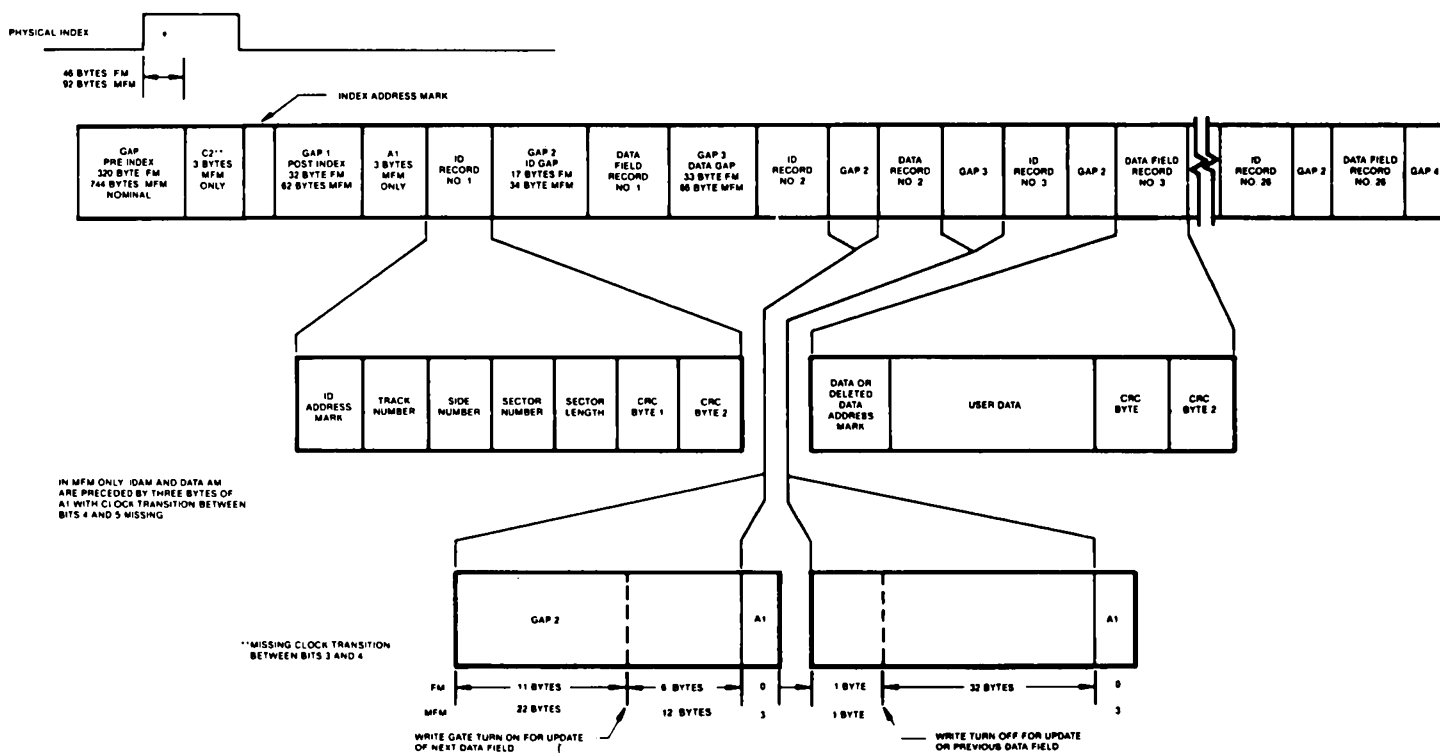 PHYSICAL INDEX
46 BYTES FM
92 BYTES MFM
INDEX ADDRESS MARK
GAP
PRE INDEX
320 BYTE FM
744 BYTES MFM
NOMINAL
C2**
3 BYTES
MFM
ONLY
GAP 1
POST INDEX
32 BYTE FM
62 BYTES MFM
A1
3 BYTES
MFM
ONLY
ID
RECORD
NO. 1
GAP 2
ID GAP
17 BYTES FM
34 BYTE MFM
DATA
FIELD
RECORD
NO. 1
GAP 3
DATA GAP
33 BYTE FM
66 BYTE MFM
ID
RECORD
NO. 2
GAP 2
DATA
RECORD
NO. 2
GAP 3
ID
RECORD
NO. 3
GAP 2
DATA FIELD
RECORD
NO. 3
ID
RECORD
NO. 26
GAP 2
DATA FIELD
RECORD
NO. 26
GAP 4
ID
ADDRESS
MARK
TRACK
NUMBER
SIDE
NUMBER
SECTOR
NUMBER
SECTOR
LENGTH
CRC
BYTE 1
CRC
BYTE 2
DATA OR
DELETED
DATA
ADDRESS
MARK
USER DATA
CRC
BYTE
CRC
BYTE 2
IN MFM ONLY IDAM AND DATA AM
ARE PRECEDED BY THREE BYTES OF
A1 WITH CLOCK TRANSITION BETWEEN
BITS 4 AND 5 MISSING
GAP 2
A1
A1
**MISSING CLOCK TRANSITION
BETWEEN BITS 3 AND 4
FM 11 BYTES 6 BYTES 0 1 BYTE 32 BYTES 0
MFM 22 BYTES 12 BYTES 3 1 BYTE 3
WRITE GATE TURN ON FOR UPDATE
OF NEXT DATA FIELD
WRITE TURN OFF FOR UPDATE
OR PREVIOUS DATA FIELD